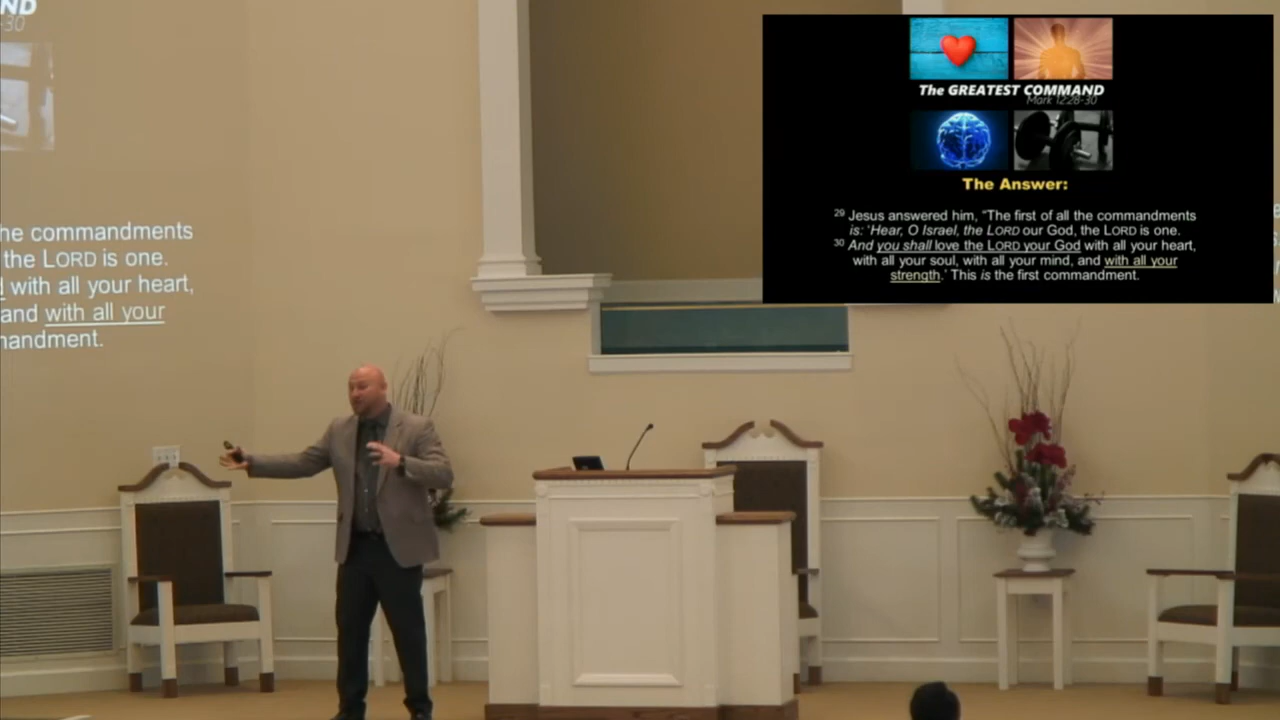 ND
-30
he commandments
the LORD is one.
with all your heart,
and with all your
nandment.
The GREATEST COMMAND
Mark 12:28-30
The Answer:
29 Jesus answered him, “The first of all the commandments
is: ‘Hear, O Israel, the LORD our God, the LORD is one.
30 And you shall love the LORD your God with all your heart,
with all your soul, with all your mind, and with all your
strength.’ This is the first commandment.